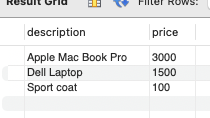 Result Grid Filter Rows:
description price
Apple Mac Book Pro 3000
Dell Laptop 1500
Sport coat 100